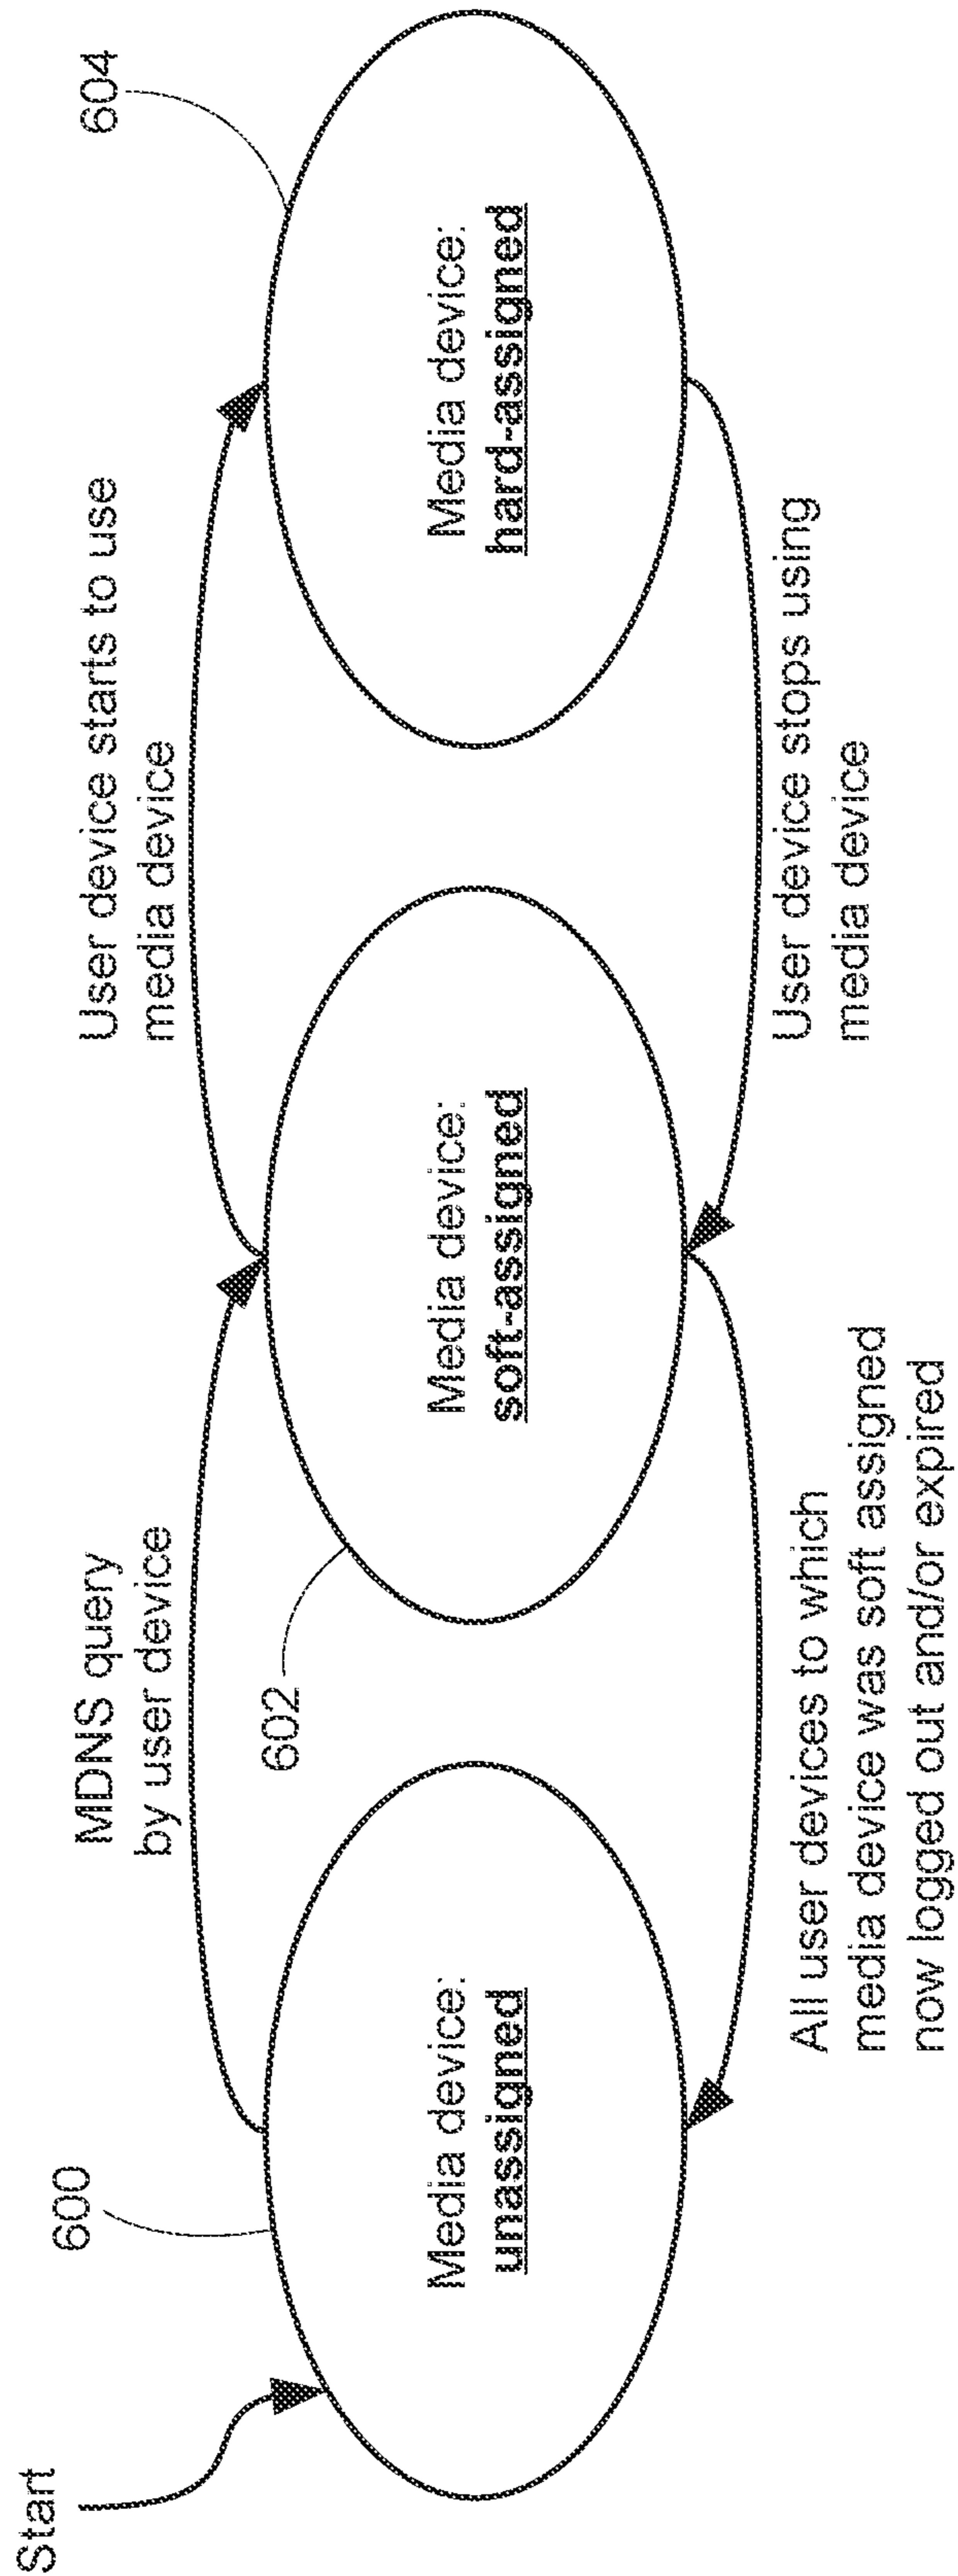 Start
600
MDNS query
by user device
User device starts to use
media device
604
602
Media device:
unassigned
Media device:
soft-assigned
Media device:
hard-assigned
All user devices to which
media device was soft assigned
now logged out and/or expired
User device stops using
media device